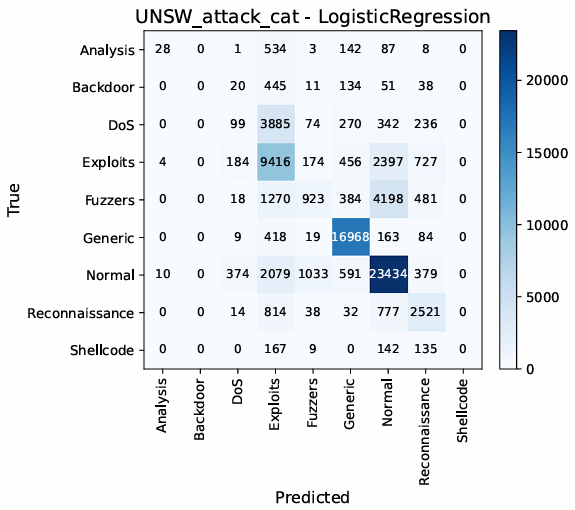 UNSW_attack_cat - LogisticRegression
True
Analysis 28 0 1 534 3 142 87 8 0
Backdoor 0 0 20 445 11 134 51 38 0
DoS 0 0 99 3885 74 270 342 236 0
Exploits 4 0 184 9416 174 456 2397 727 0
Fuzzers 0 0 18 1270 923 384 4198 481 0
Generic 0 0 9 418 19 16968 163 84 0
Normal 10 0 374 2079 1033 591 23434 379 0
Reconnaissance 0 0 14 814 38 32 777 2521 0
Shellcode 0 0 0 167 9 0 142 135 0
Analysis Backdoor DoS Exploits Fuzzers Generic Normal Reconnaissance Shellcode
Predicted
20000
15000
10000
5000
0